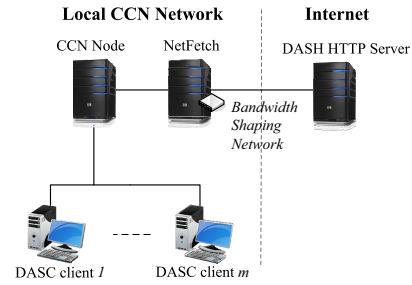 Local CCN Network
Internet
CCN Node
NetFetch
DASH HTTP Server
Bandwidth
Shaping
Network
DASC client 1
DASC client m